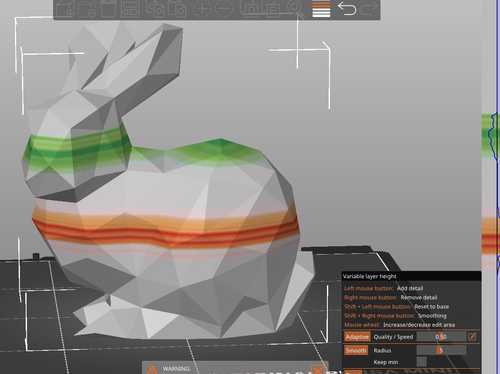 Variable layer height
Left mouse button: Add detail
Right mouse button: Remove detail
Shift + Left mouse button: Reset to base
Shift + Right mouse button: Smoothing
Mouse wheel: Increase/decrease edit area
Adaptive Quality / Speed 0.50
Smooth Radius 5
Keep min
WARNING